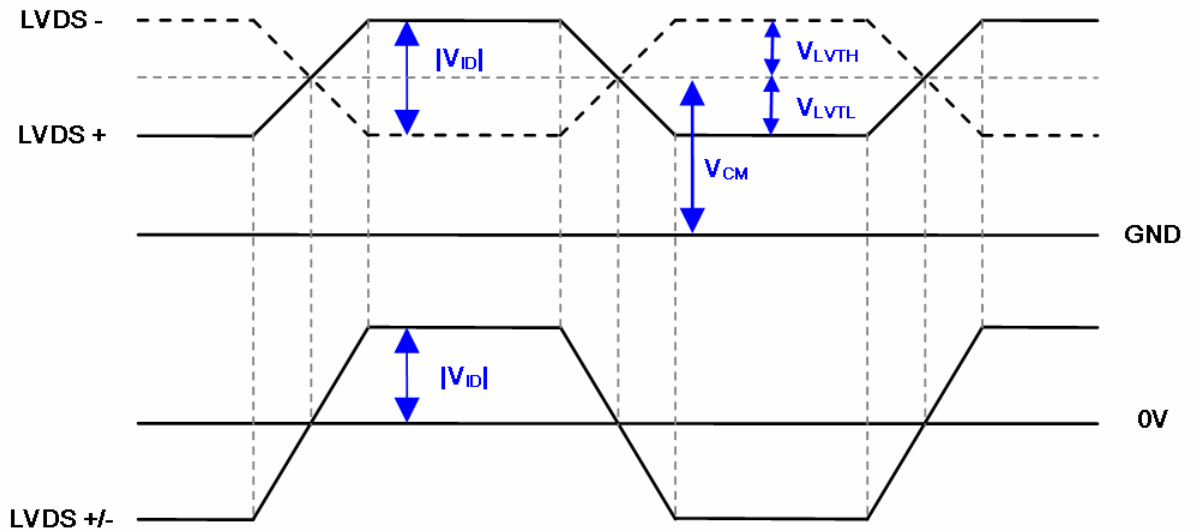 LVDS -
|VID|
VLVTH
LVDS +
VLVTL
VCM
GND
|VID|
0V
LVDS +/-